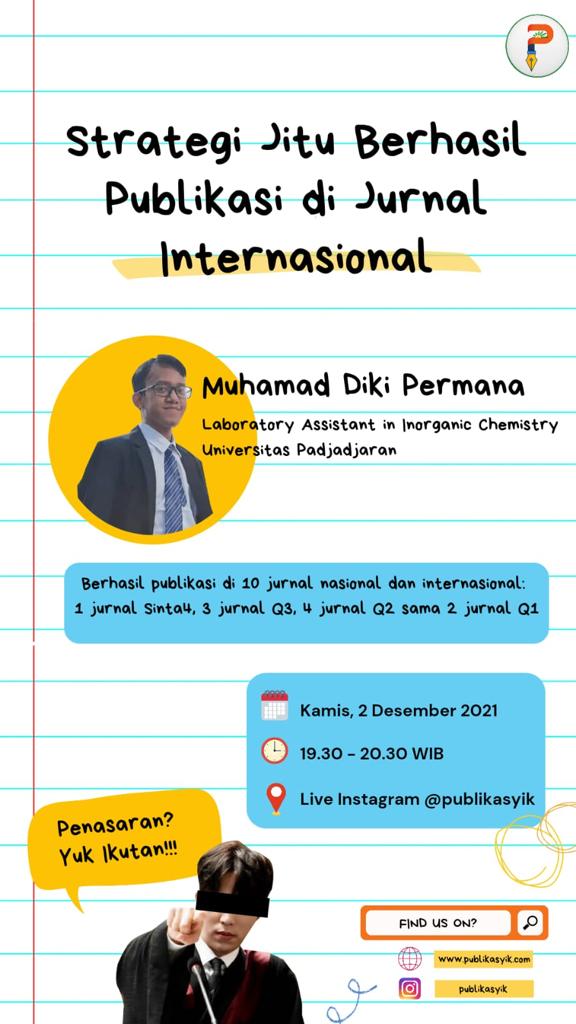 Strategi Jitu Berhasil
Publikasi di Jurnal
Internasional
Muhamad Diki Permana
Laboratory Assistant in Inorganic Chemistry
Universitas Padjadjaran
Berhasil publikasi di 10 jurnal nasional dan internasional:
1 jurnal Sinta4, 3 jurnal Q3, 4 jurnal Q2 sama 2 jurnal Q1
Kamis, 2 Desember 2021
19.30 - 20.30 WIB
Live Instagram @publikasyik
Penasaran?
Yuk Ikutan!!!
FIND US ON?
www.publikasyik.com
publikasyik